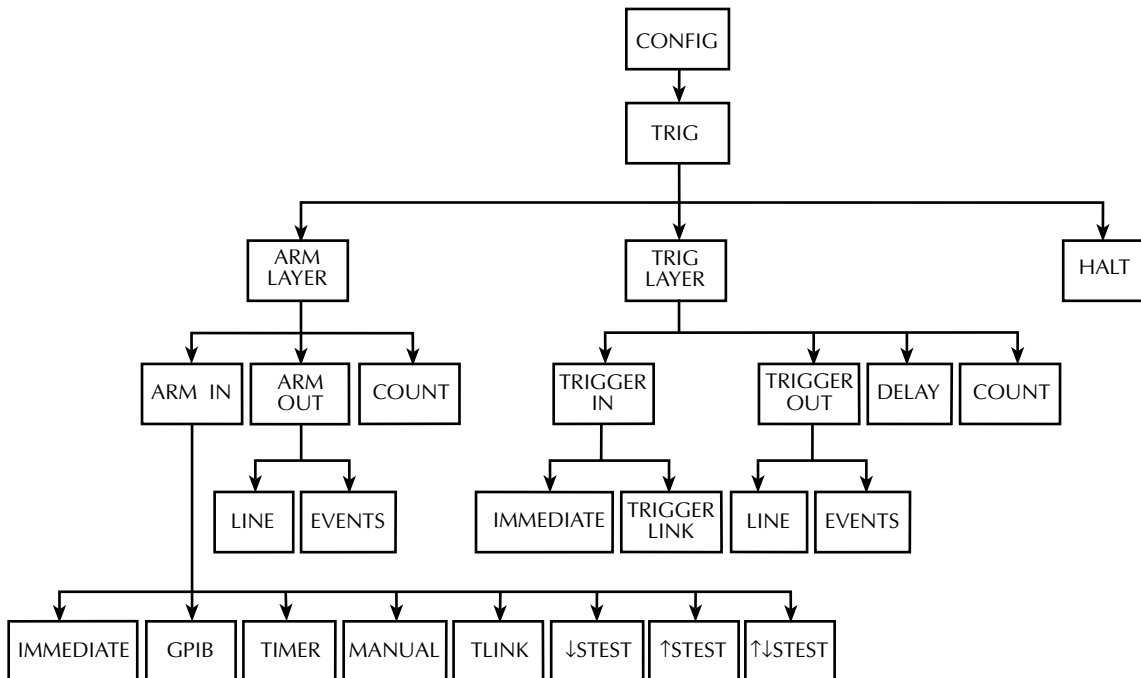 CONFIG
TRIG
ARM
LAYER
TRIG
LAYER
HALT
ARM IN
ARM
OUT
COUNT
TRIGGER
IN
TRIGGER
OUT
DELAY
COUNT
LINE
EVENTS
IMMEDIATE
TRIGGER
LINK
LINE
EVENTS
IMMEDIATE
GPIB
TIMER
MANUAL
TLINK
↓STEST
↑STEST
↑↓STEST